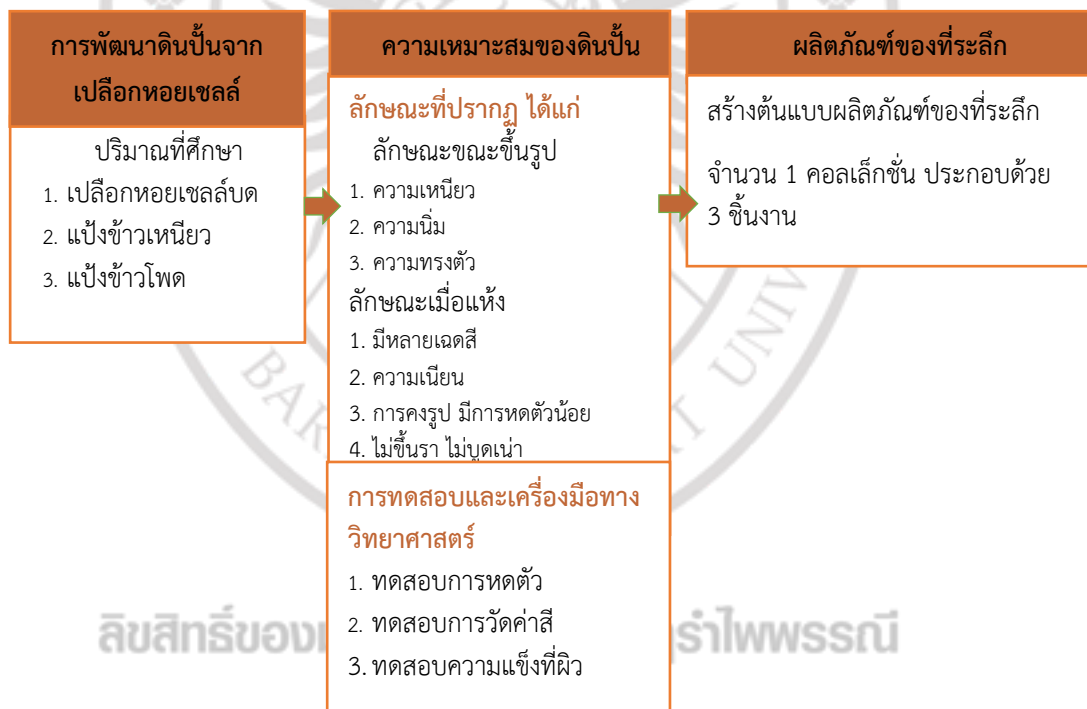 การพัฒนาดินปั้นจาก
เปลือกหอยเชลล์
ปริมาณที่ศึกษา
1. เปลือกหอยเชลล์บด
2. แป้งข้าวเหนียว
3. แป้งข้าวโพด
ความเหมาะสมของดินปั้น
ลักษณะที่ปรากฏ ได้แก่
ลักษณะขณะขึ้นรูป
1. ความเหนียว
2. ความนิ่ม
3. ความทรงตัว
ลักษณะเมื่อแห้ง
1. มีหลายเฉดสี
2. ความเนียน
3. การคงรูป มีการหดตัวน้อย
4. ไม่ขึ้นรา ไม่บูดเน่า
การทดสอบและเครื่องมือทาง
วิทยาศาสตร์
1. ทดสอบการหดตัว
2. ทดสอบการวัดค่าสี
3. ทดสอบความแข็งที่ผิว
ผลิตภัณฑ์ของที่ระลึก
สร้างต้นแบบผลิตภัณฑ์ของที่ระลึก
จำนวน 1 คอลเล็กชั่น ประกอบด้วย
3 ชิ้นงาน
ลิขสิทธิ์ของ รำไพพรรณี